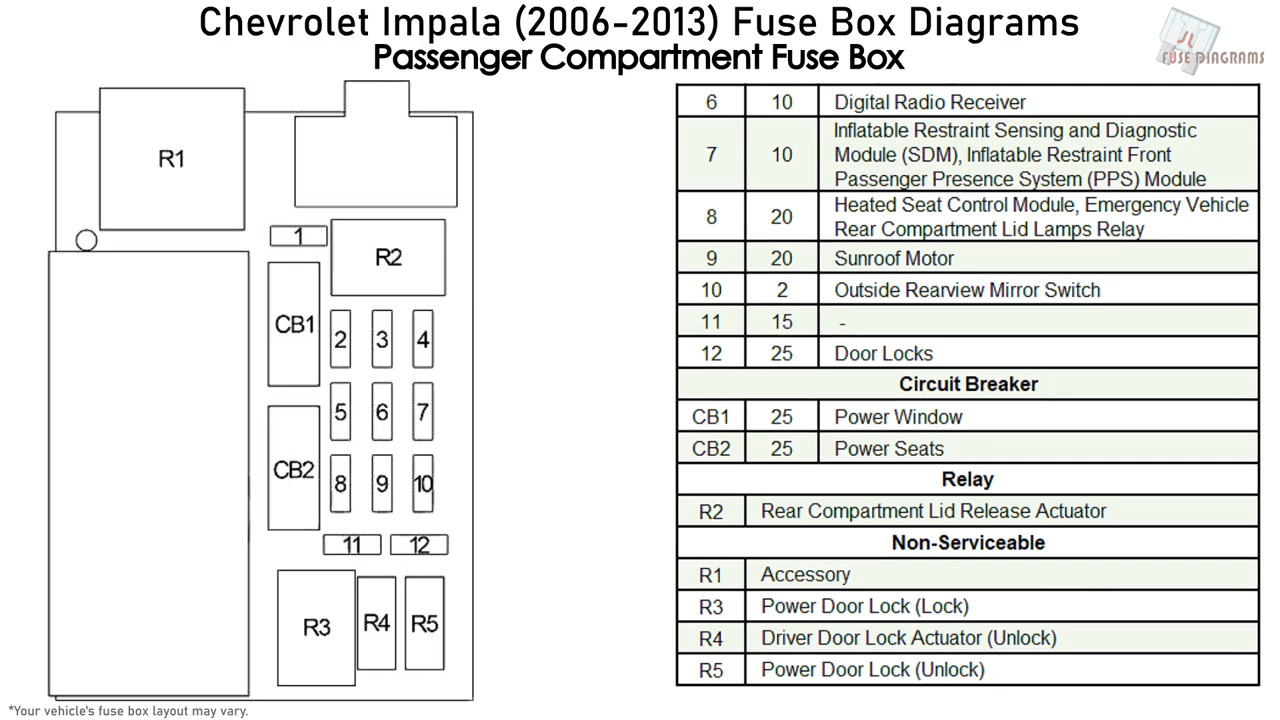 Chevrolet Impala (2006-2013) Fuse Box Diagrams
Passenger Compartment Fuse Box
JL
FUSE DIAGRAMS
R1
1
R2
CB1
2 3 4
5 6 7
CB2
8 9 10
11 12
R3 R4 R5
6 10 Digital Radio Receiver
7 10 Inflatable Restraint Sensing and Diagnostic
Module (SDM), Inflatable Restraint Front
Passenger Presence System (PPS) Module
8 20 Heated Seat Control Module, Emergency Vehicle
Rear Compartment Lid Lamps Relay
9 20 Sunroof Motor
10 2 Outside Rearview Mirror Switch
11 15 -
12 25 Door Locks
Circuit Breaker
CB1 25 Power Window
CB2 25 Power Seats
Relay
R2 Rear Compartment Lid Release Actuator
Non-Serviceable
R1 Accessory
R3 Power Door Lock (Lock)
R4 Driver Door Lock Actuator (Unlock)
R5 Power Door Lock (Unlock)
*Your vehicle's fuse box layout may vary.